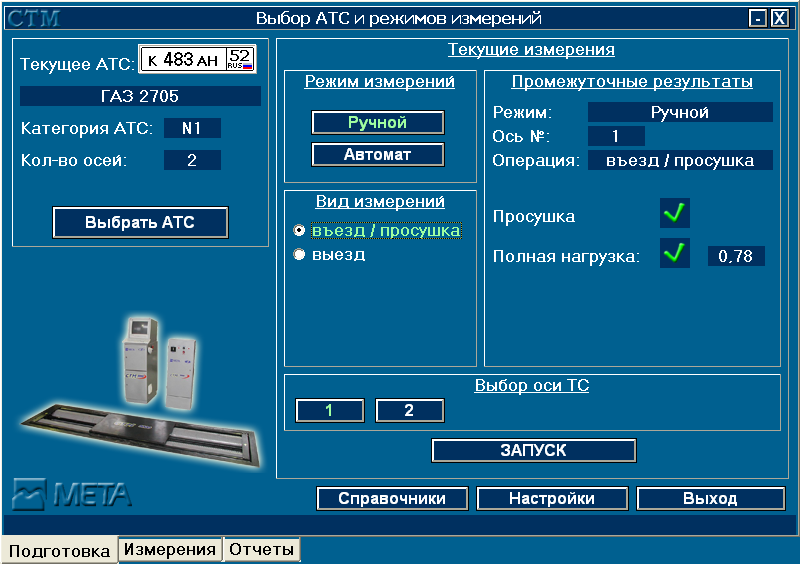 СТМ
Выбор АТС и режимов измерений
- X
Текущее АТС: К 483 АН 52 RUS
ГАЗ 2705
Категория АТС: N1
Кол-во осей: 2
Выбрать АТС
Текущие измерения
Режим измерений
Ручной
Автомат
Вид измерений
въезд / просушка
выезд
Промежуточные результаты
Режим: Ручной
Ось №: 1
Операция: въезд / просушка
Просушка
Полная нагрузка: 0,78
Выбор оси ТС
1 2
ЗАПУСК
МЕТА
Справочники Настройки Выход
Подготовка Измерения Отчеты